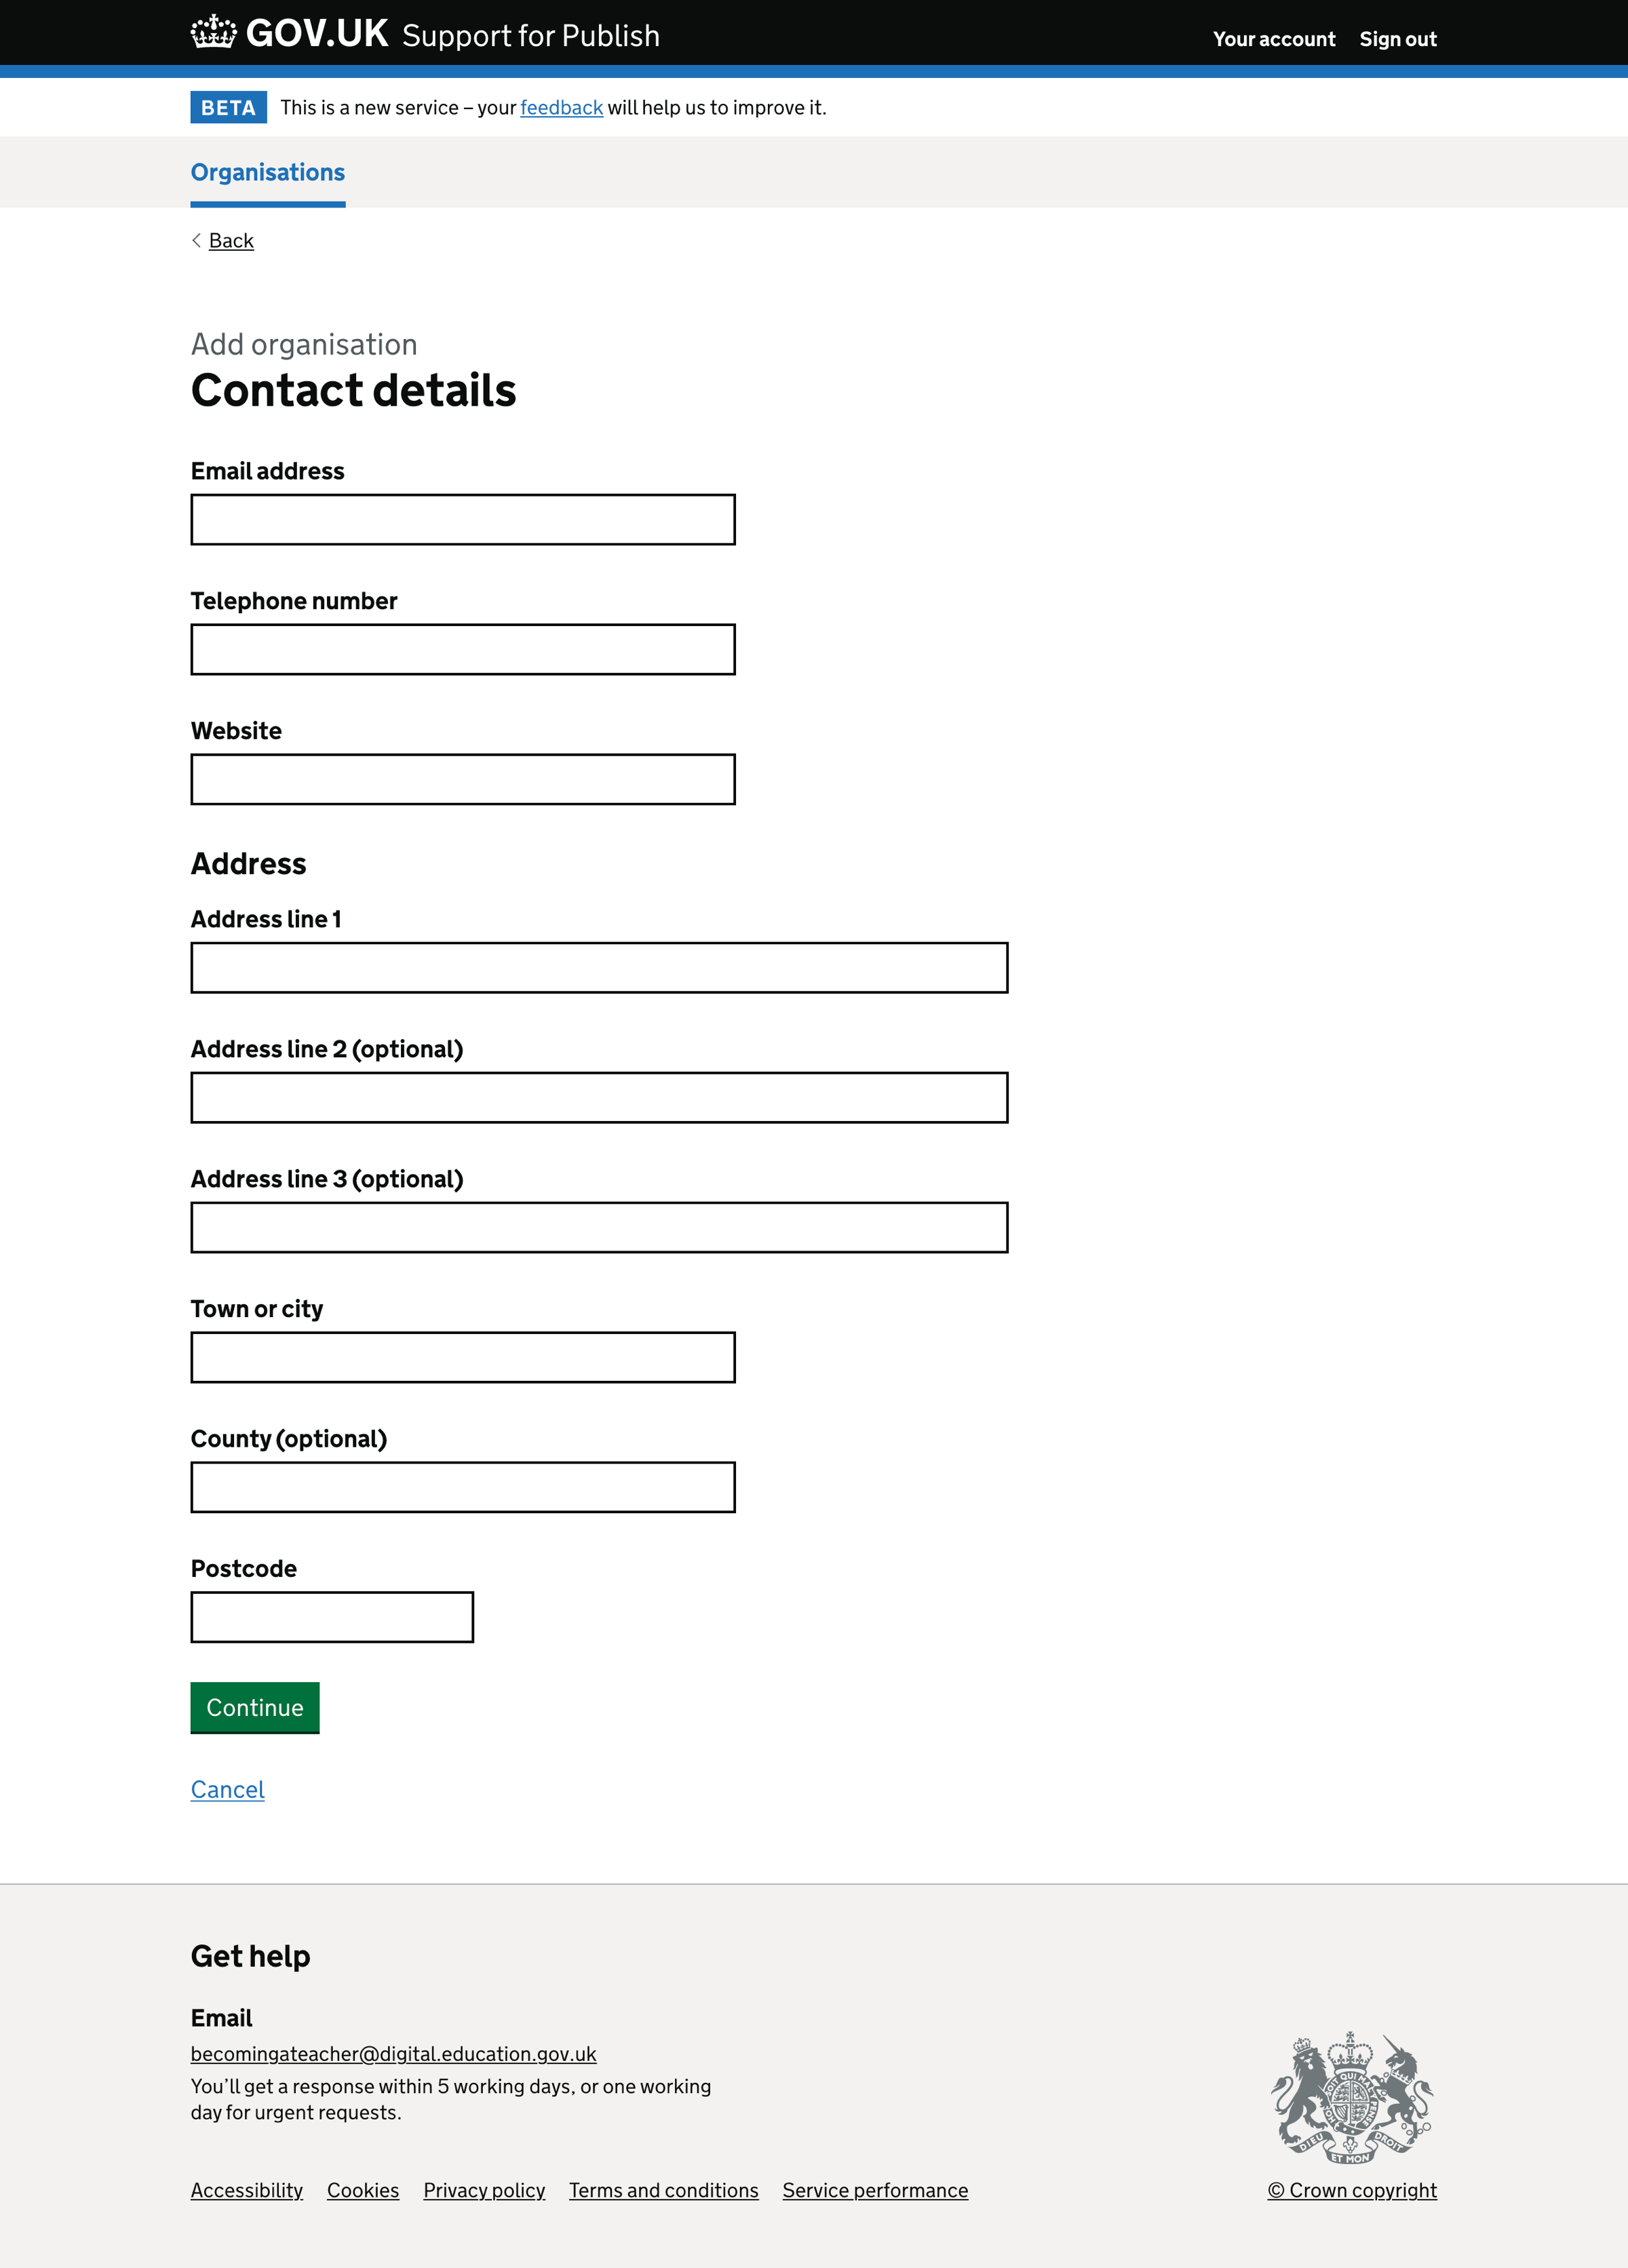 GOV.UK Support for Publish
Your account Sign out
BETA This is a new service – your feedback will help us to improve it.
Organisations
Back
Add organisation
Contact details
Email address
Telephone number
Website
Address
Address line 1
Address line 2 (optional)
Address line 3 (optional)
Town or city
County (optional)
Postcode
Continue
Cancel
Get help
Email
becomingateacher@digital.education.gov.uk
You’ll get a response within 5 working days, or one working
day for urgent requests.
DIEU ET MON DROIT
Accessibility Cookies Privacy policy Terms and conditions Service performance
© Crown copyright